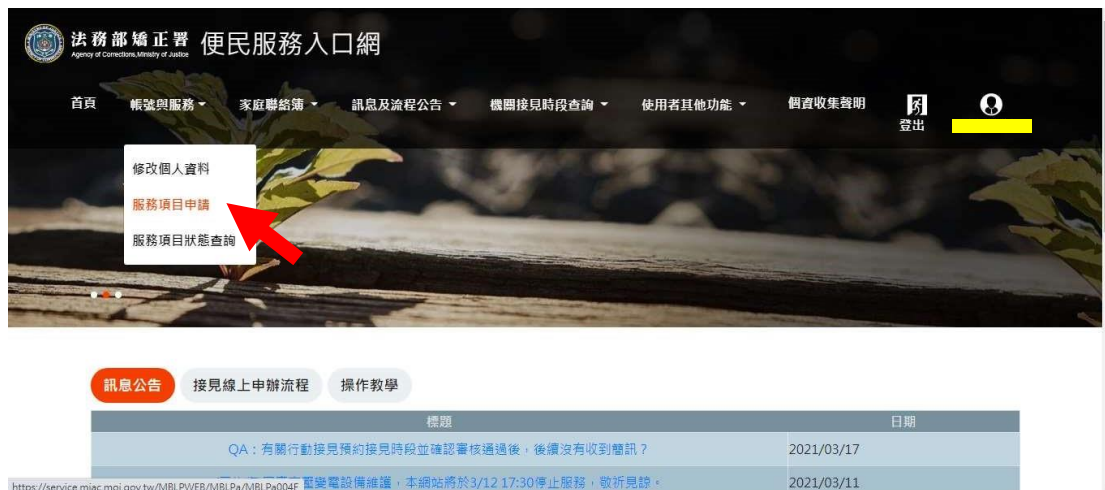 法務部矯正署 便民服務入口網
Agency of Corrections,Ministry of Justice
首頁 帳號與服務 家庭聯絡簿 訊息及流程公告 機關接見時段查詢 使用者其他功能 個資收集聲明
登出
修改個人資料
服務項目申請
服務項目狀態查詢
訊息公告 接見線上申辦流程 操作教學
標題 日期
QA：有關行動接見預約接見時段並確認審核通過後，後續沒有收到簡訊？ 2021/03/17
壓變電設備維護，本網站將於3/12 17:30停止服務，敬祈見諒。 2021/03/11
https://service.mjac.moj.gov.tw/MBLPWEB/MBLPa/MBLPa004F